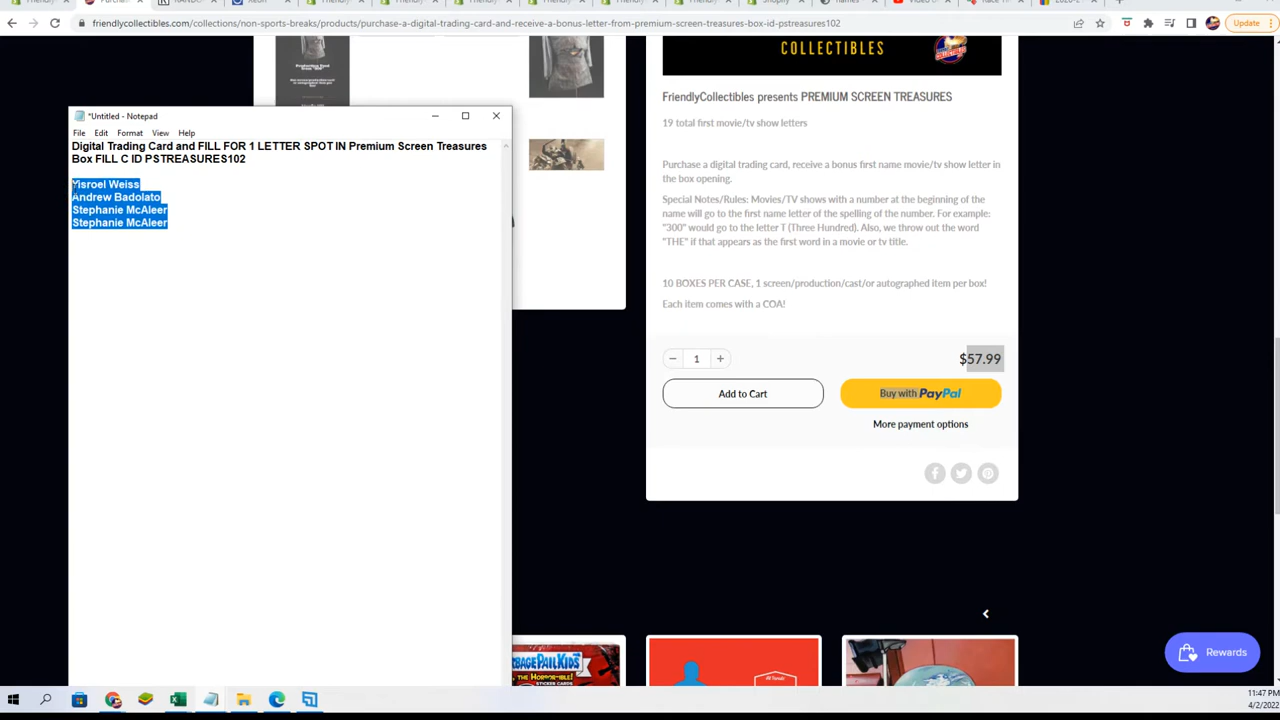 friendlycollectibles.com/collections/non-sports-breaks/products/purchase-a-digital-trading-card-and-receive-a-bonus-letter-from-premium-screen-treasures-box-id-pstreasures102
Update
COLLECTIBLES
FriendlyCollectibles presents PREMIUM SCREEN TREASURES
19 total first movie/tv show letters
*Untitled - Notepad
File Edit Format View Help
Digital Trading Card and FILL FOR 1 LETTER SPOT IN Premium Screen Treasures
Box FILL C ID PSTREASURES102
Yisroel Weiss
Andrew Badolato
Stephanie McAleer
Stephanie McAleer
Purchase a digital trading card, receive a bonus first name movie/tv show letter in
the box opening.
Special Notes/Rules: Movies/TV shows with a number at the beginning of the
name will go to the first name letter of the spelling of the number. For example:
"300" would go to the letter T (Three Hundred). Also, we throw out the word
"THE" if that appears as the first word in a movie or tv title.
10 BOXES PER CASE, 1 screen/production/cast/or autographed item per box!
Each item comes with a COA!
− 1 +
$57.99
Add to Cart
Buy with PayPal
More payment options
Rewards
11:47 PM
4/2/2022